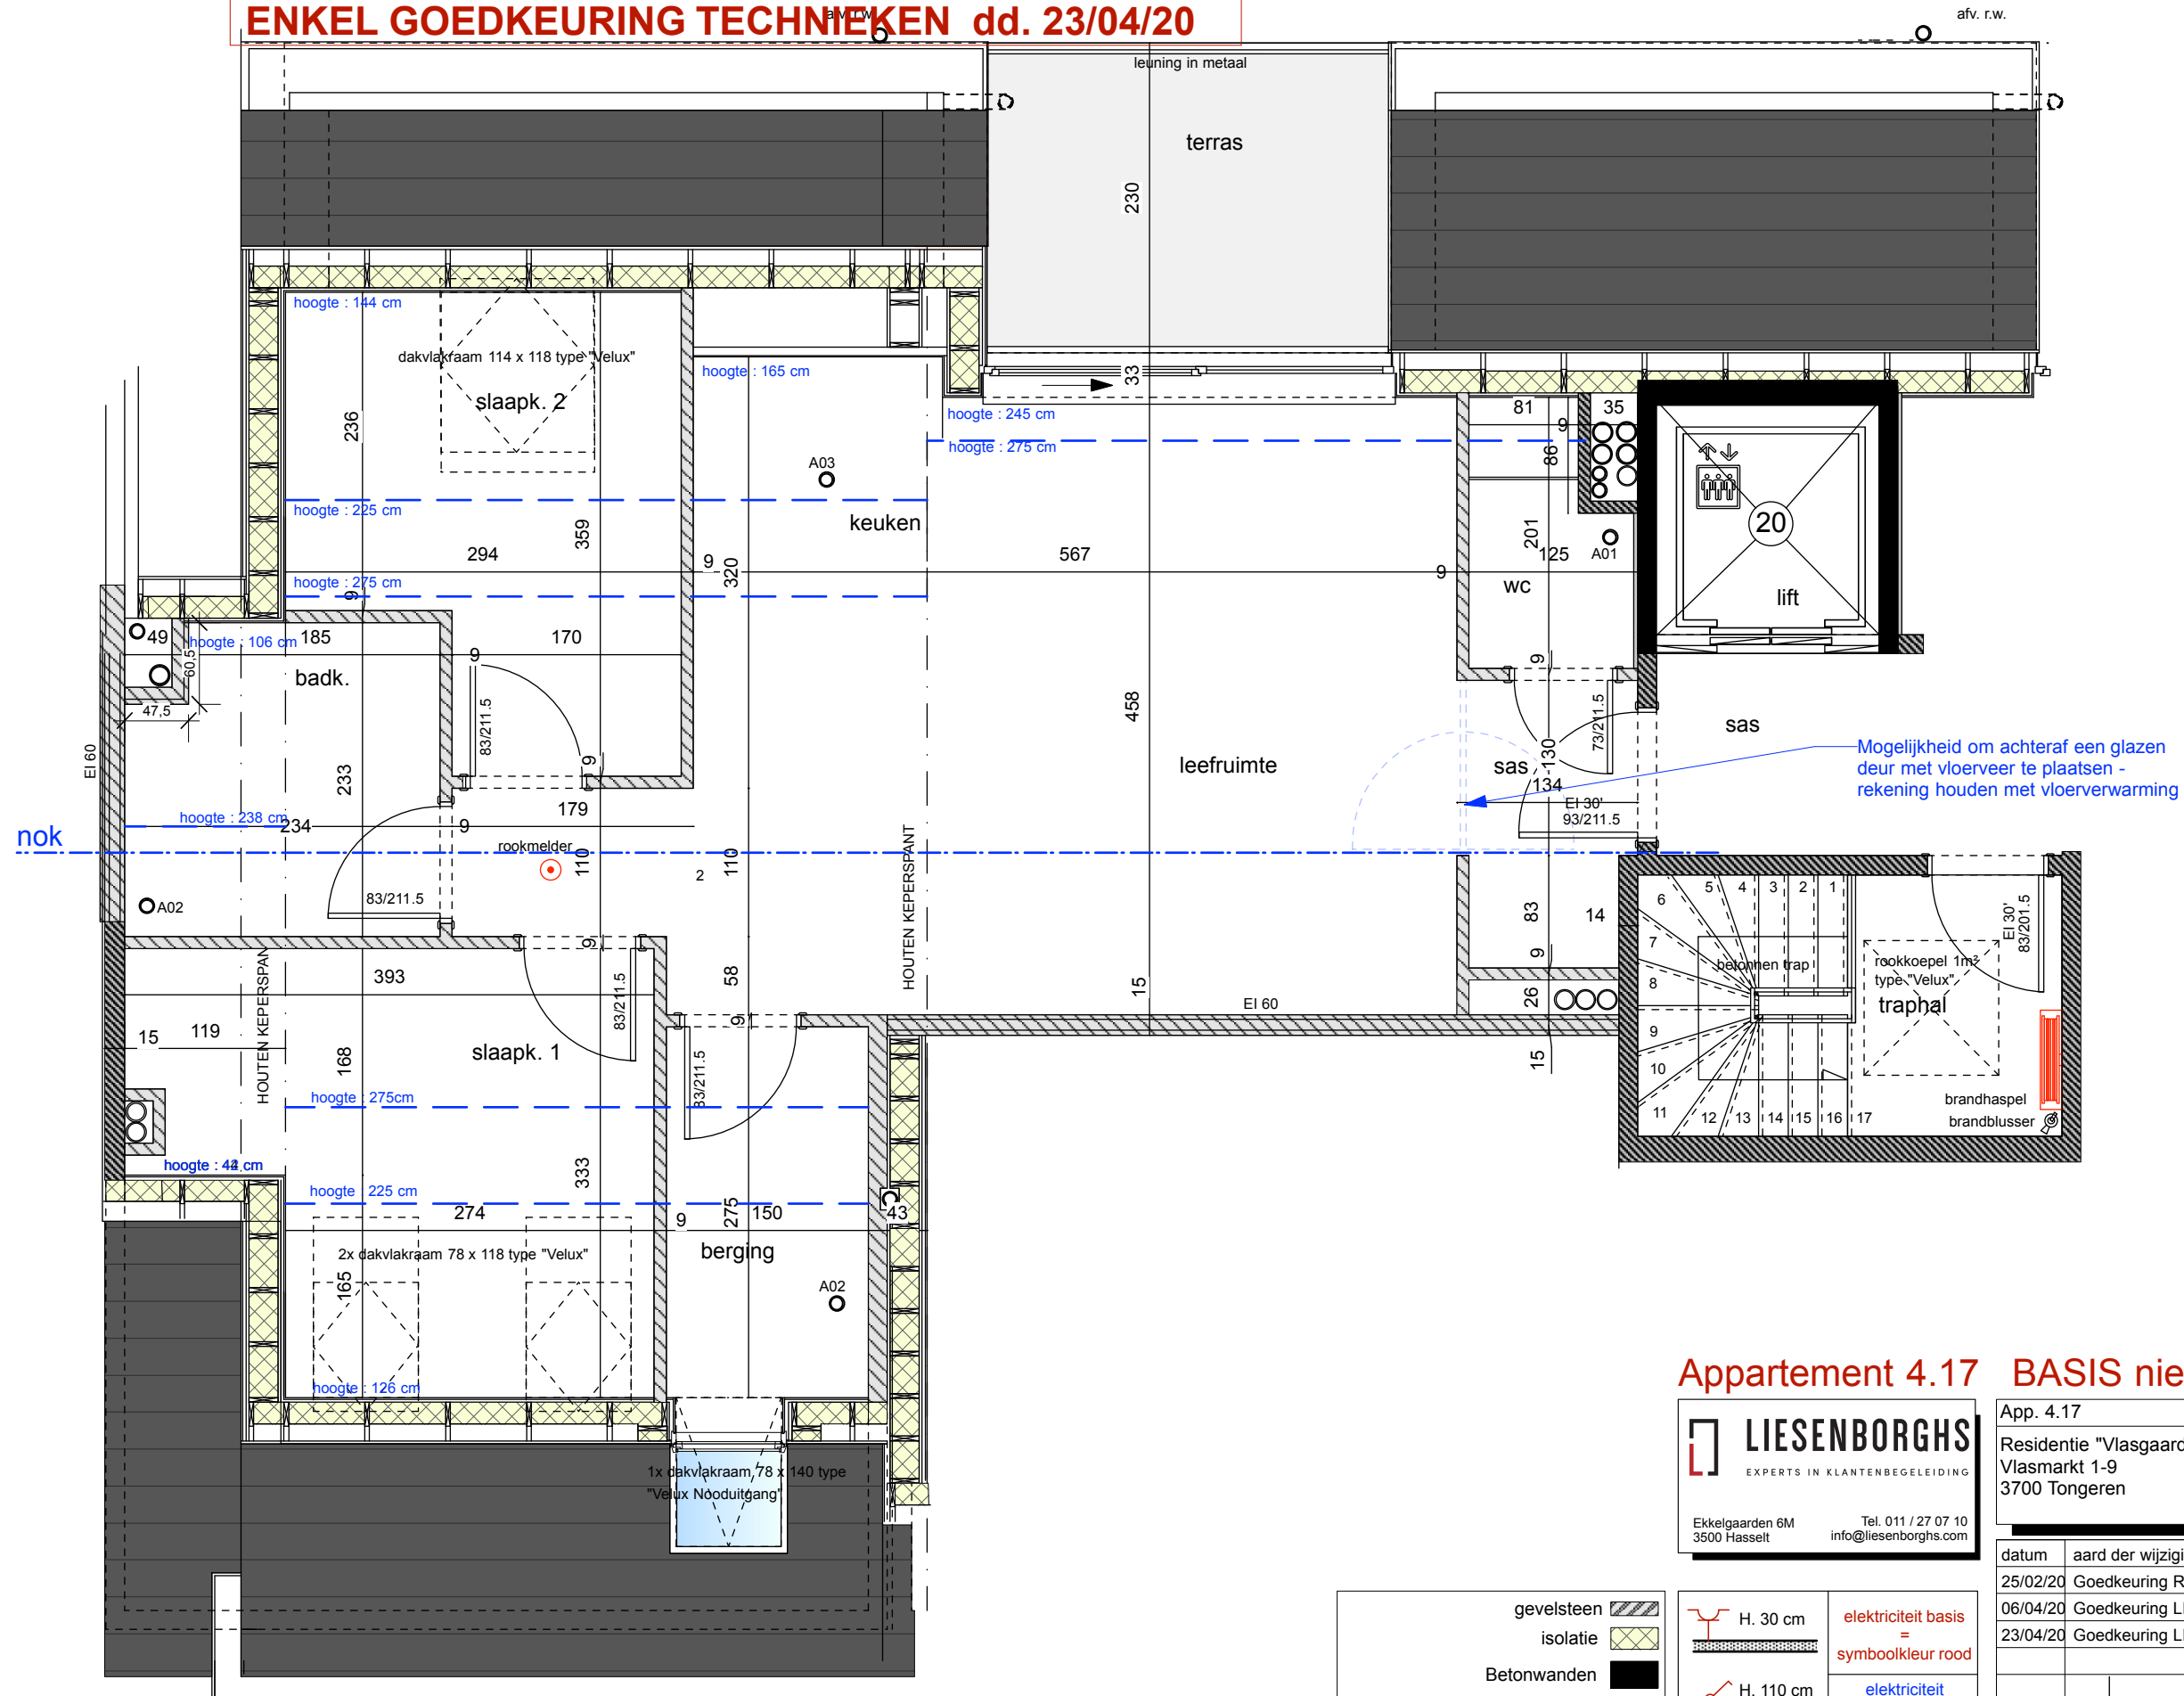 ENKEL GOEDKEURING TECHNIEKEN dd. 23/04/20
afv. r.w.
afv. r.w.
leuning in metaal
terras
230
33
hoogte : 144 cm
dakvlakraam 114 x 118 type "Velux"
slaapk. 2
236
359
hoogte : 225 cm
294
hoogte : 275 cm
9
hoogte : 165 cm
A03
keuken
9
320
hoogte : 245 cm
hoogte : 275 cm
567
9
81
35
9
86
201
125
A01
wc
9
20
lift
49
hoogte : 106 cm
185
170
60,5
9
badk.
47,5
83/211.5
9
EI 60
233
458
leefruimte
73/211.5
130
sas
134
EI 30'
93/211.5
sas
Mogelijkheid om achteraf een glazen
deur met vloerveer te plaatsen -
rekening houden met vloerverwarming
nok
hoogte : 238 cm
234
9
179
rookmelder
110
2
110
HOUTEN KEPERSPANT
A02
83/211.5
9
83
14
9
26
15
6
5
4
3
2
1
7
8
9
10
11
12
13
14
15
16
17
betonnen trap
rookkoepel 1m²
type "Velux"
traphal
EI 30'
83/201.5
brandhaspel
brandblusser
393
83/211.5
58
9
15
EI 60
15
119
HOUTEN KEPERSPAN
168
slaapk. 1
83/211.5
hoogte : 275cm
333
hoogte : 225 cm
274
9
275
150
43
berging
2x dakvlakraam 78 x 118 type "Velux"
165
A02
hoogte : 126 cm
1x dakvlakraam 78 x 140 type
"Velux Nooduitgang"
Appartement 4.17 BASIS nie
LIESENBORGHS
EXPERTS IN KLANTENBEGELEIDING
Ekkelgaarden 6M
3500 Hasselt
Tel. 011 / 27 07 10
info@liesenborghs.com
App. 4.17
Residentie "Vlasgaard
Vlasmarkt 1-9
3700 Tongeren
datum aard der wijzigi
25/02/20 Goedkeuring R
06/04/20 Goedkeuring L
23/04/20 Goedkeuring L
gevelsteen
isolatie
Betonwanden
H. 30 cm
elektriciteit basis
=
symboolkleur rood
H. 110 cm
elektriciteit